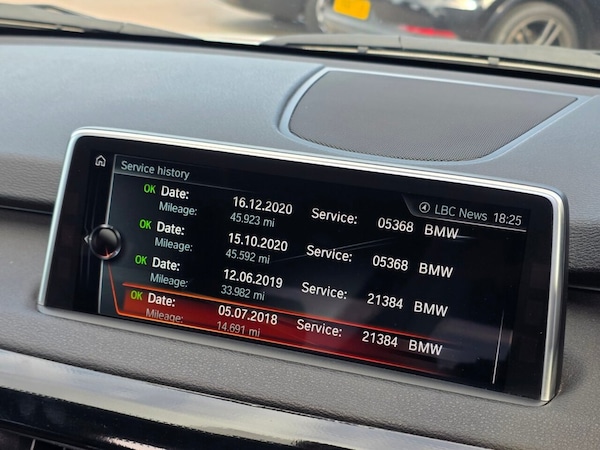 Service history
LBC News 18:25
OK Date: 16.12.2020 Service: 05368 BMW
Mileage: 45.923 mi
OK Date: 15.10.2020 Service: 05368 BMW
Mileage: 45.592 mi
OK Date: 12.06.2019 Service: 21384 BMW
Mileage: 33.982 mi
OK Date: 05.07.2018 Service: 21384 BMW
Mileage: 14.691 mi